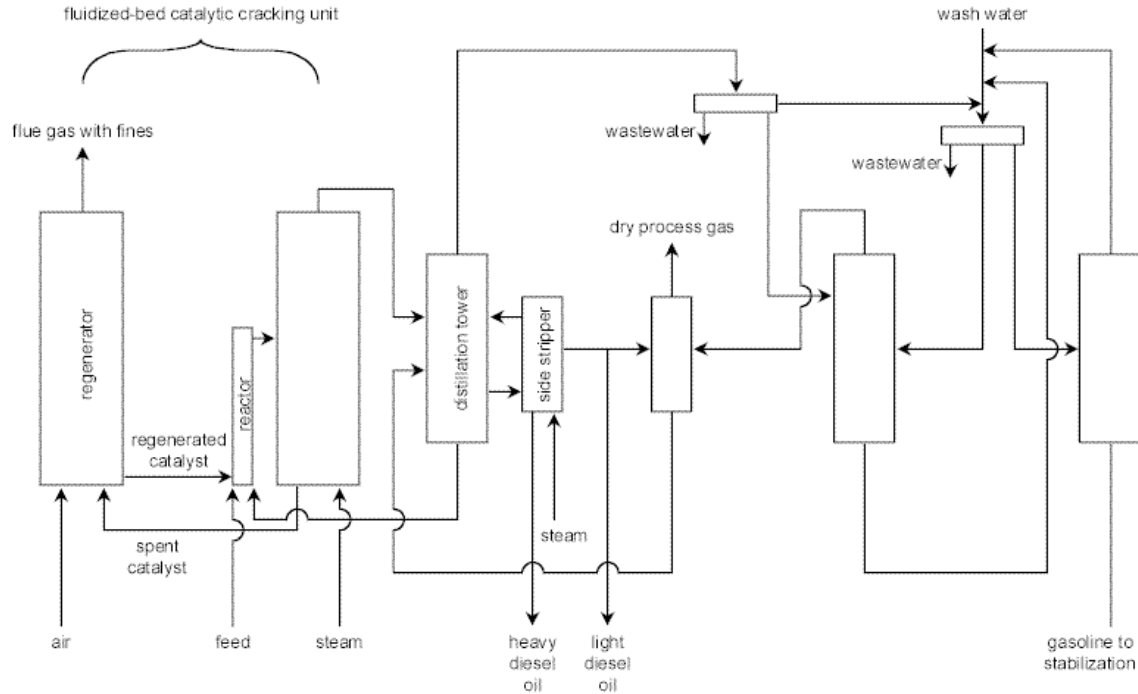 fluidized-bed catalytic cracking unit
wash water
flue gas with fines
wastewater
wastewater
dry process gas
regenerator
reactor
distillation tower
side stripper
regenerated
catalyst
spent
catalyst
steam
air
feed
steam
heavy
diesel
oil
light
diesel
oil
gasoline to
stabilization